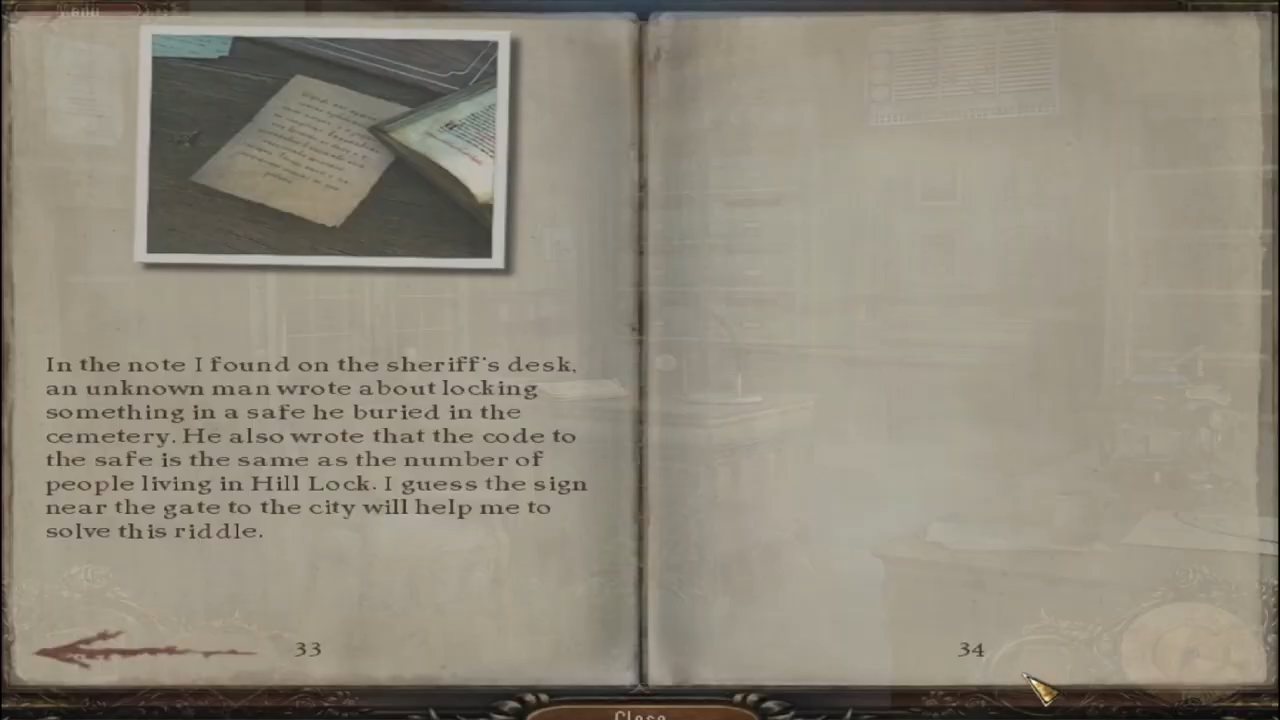 Menu
In the note I found on the sheriff's desk,
an unknown man wrote about locking
something in a safe he buried in the
cemetery. He also wrote that the code to
the safe is the same as the number of
people living in Hill Lock. I guess the sign
near the gate to the city will help me to
solve this riddle.
33
34
Close